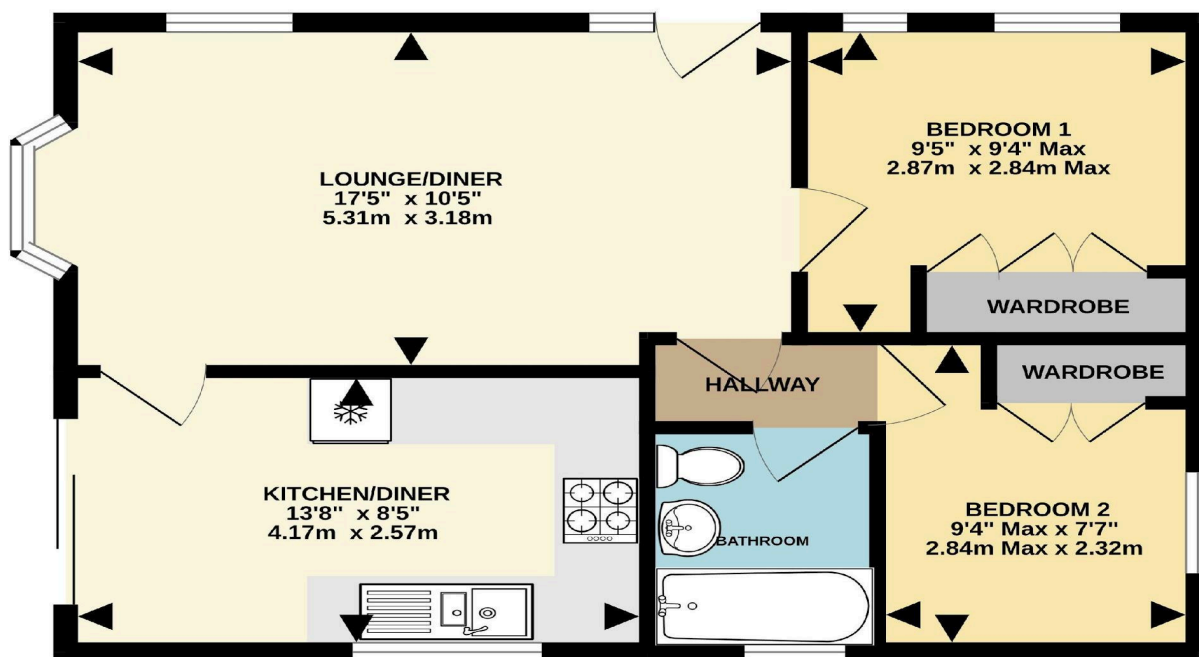 LOUNGE/DINER
17'5" x 10'5"
5.31m x 3.18m
BEDROOM 1
9'5" x 9'4" Max
2.87m x 2.84m Max
WARDROBE
HALLWAY
WARDROBE
KITCHEN/DINER
13'8" x 8'5"
4.17m x 2.57m
BATHROOM
BEDROOM 2
9'4" Max x 7'7"
2.84m Max x 2.32m